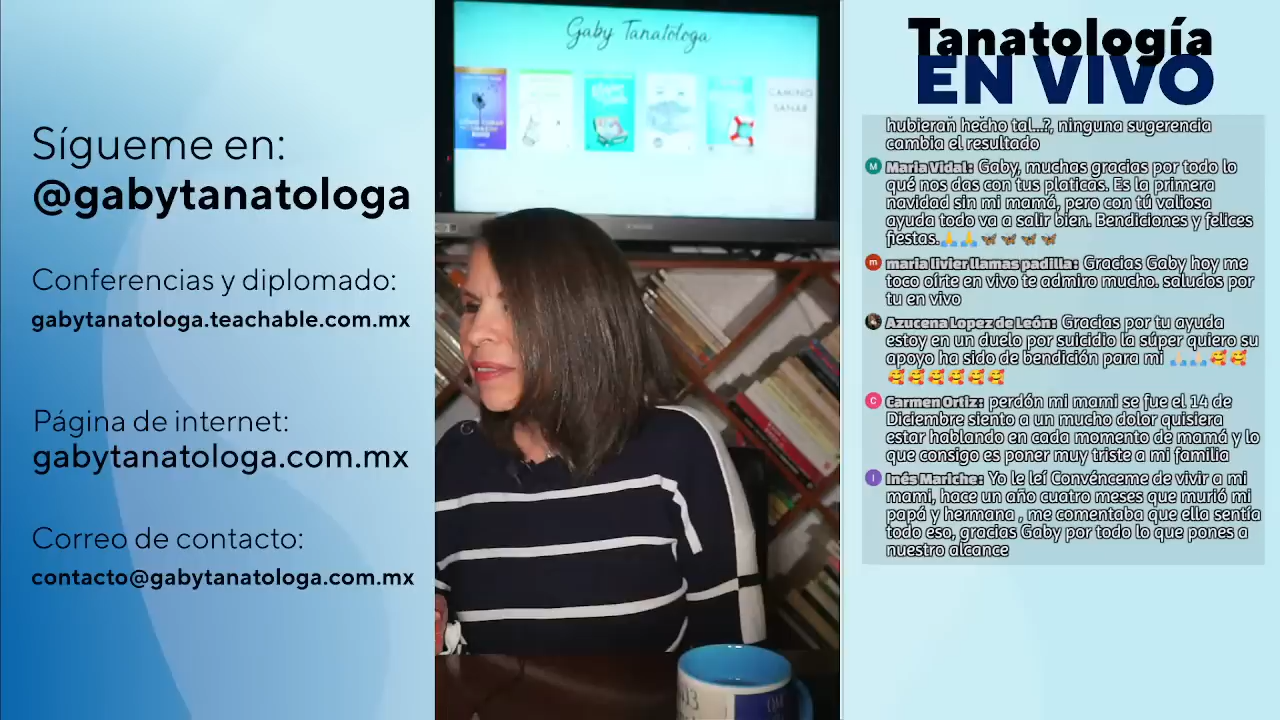 Sígueme en:
@gabytanatologa
Conferencias y diplomado:
gabytanatologa.teachable.com.mx
Página de internet:
gabytanatologa.com.mx
Correo de contacto:
contacto@gabytanatologa.com.mx
Gaby Tanatóloga
CAMINO
SANAR
Tanatología
EN VIVO
hubieran hecho tal...?, ninguna sugerencia
cambia el resultado
M Maria Vidal: Gaby, muchas gracias por todo lo
qué nos das con tus platicas. Es la primera
navidad sin mi mamá, pero con tú valiosa
ayuda todo va a salir bien. Bendiciones y felices
fiestas.🙏🙏🦋🦋🦋🦋
m maria livier llamas padilla: Gracias Gaby hoy me
toco oírte en vivo te admiro mucho. saludos por
tu en vivo
Azucena Lopez de León: Gracias por tu ayuda
estoy en un duelo por suicidio la súper quiero su
apoyo ha sido de bendición para mi 🙏🏻🙏🏻🥰🥰
🥰🥰🥰🥰🥰🥰
C Carmen Ortiz: perdón mi mami se fue el 14 de
Diciembre siento a un mucho dolor quisiera
estar hablando en cada momento de mamá y lo
que consigo es poner muy triste a mi familia
I Inés Mariche: Yo le leí Convénceme de vivir a mi
mami, hace un año cuatro meses que murió mi
papá y hermana , me comentaba que ella sentía
todo eso, gracias Gaby por todo lo que pones a
nuestro alcance